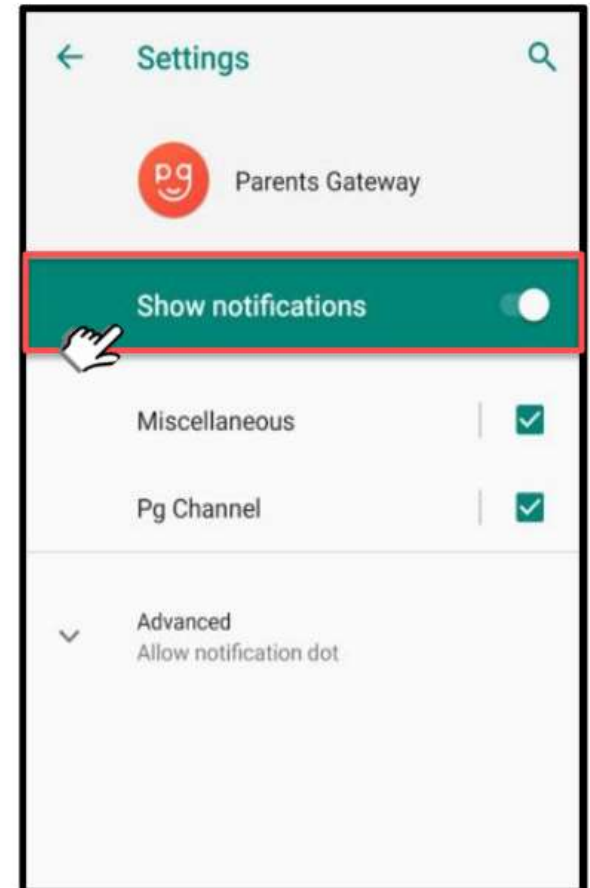 Settings
pg
Parents Gateway
Show notifications
Miscellaneous
Pg Channel
Advanced
Allow notification dot